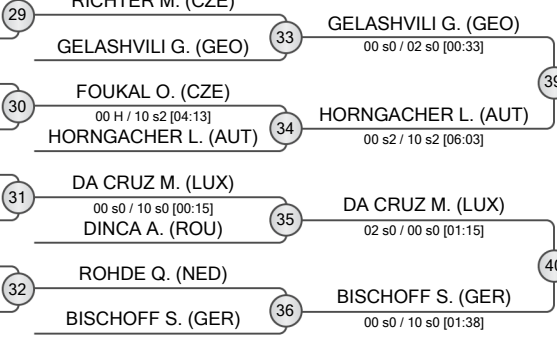 RICHTER M. (CZE)
29
GELASHVILI G. (GEO)
33
GELASHVILI G. (GEO)
00 s0 / 02 s0 [00:33]
39
FOUKAL O. (CZE)
30
00 H / 10 s2 [04:13]
HORNGACHER L. (AUT)
34
HORNGACHER L. (AUT)
00 s2 / 10 s2 [06:03]
DA CRUZ M. (LUX)
31
00 s0 / 10 s0 [00:15]
DINCA A. (ROU)
35
DA CRUZ M. (LUX)
02 s0 / 00 s0 [01:15]
40
ROHDE Q. (NED)
32
BISCHOFF S. (GER)
36
BISCHOFF S. (GER)
00 s0 / 10 s0 [01:38]